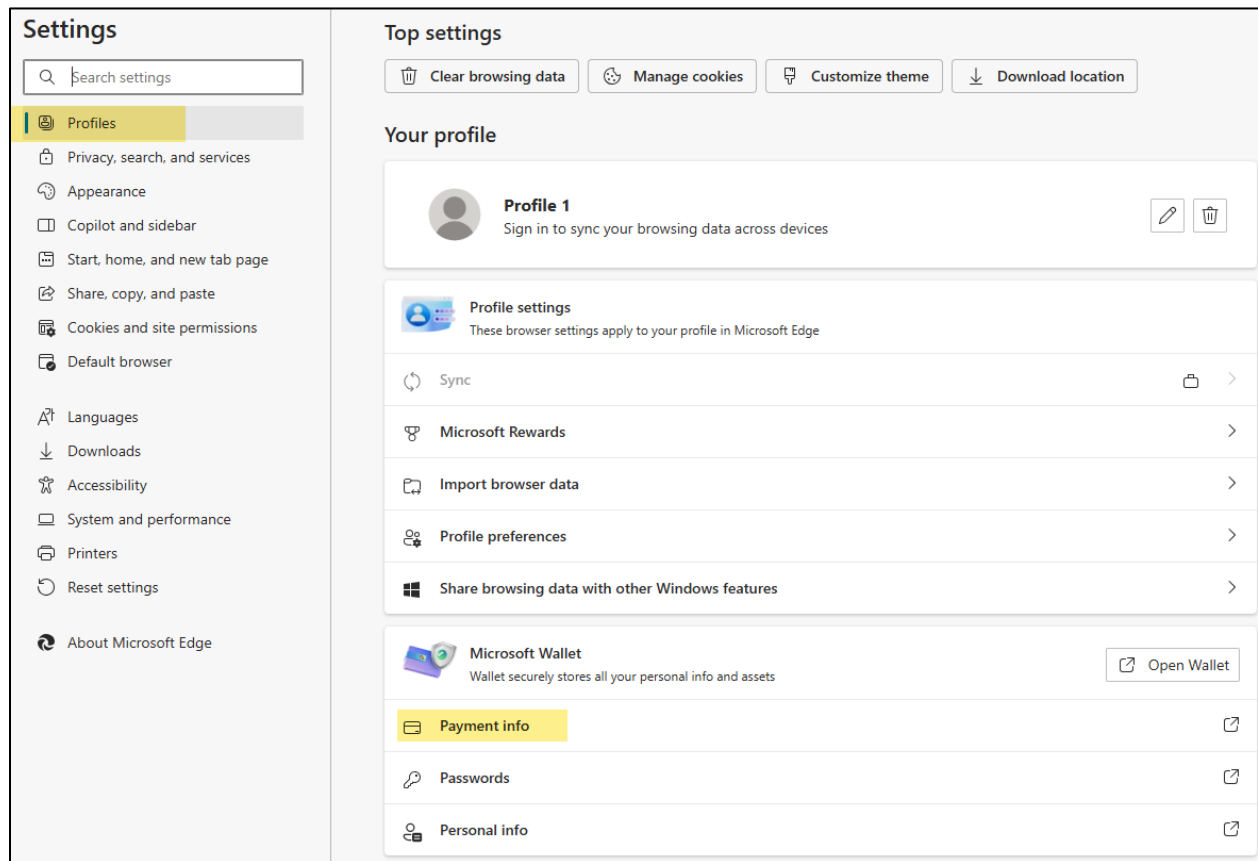 Settings
Search settings
Profiles
Privacy, search, and services
Appearance
Copilot and sidebar
Start, home, and new tab page
Share, copy, and paste
Cookies and site permissions
Default browser
Languages
Downloads
Accessibility
System and performance
Printers
Reset settings
About Microsoft Edge
Top settings
Clear browsing data
Manage cookies
Customize theme
Download location
Your profile
Profile 1
Sign in to sync your browsing data across devices
Profile settings
These browser settings apply to your profile in Microsoft Edge
Sync
Microsoft Rewards
Import browser data
Profile preferences
Share browsing data with other Windows features
Microsoft Wallet
Wallet securely stores all your personal info and assets
Open Wallet
Payment info
Passwords
Personal info